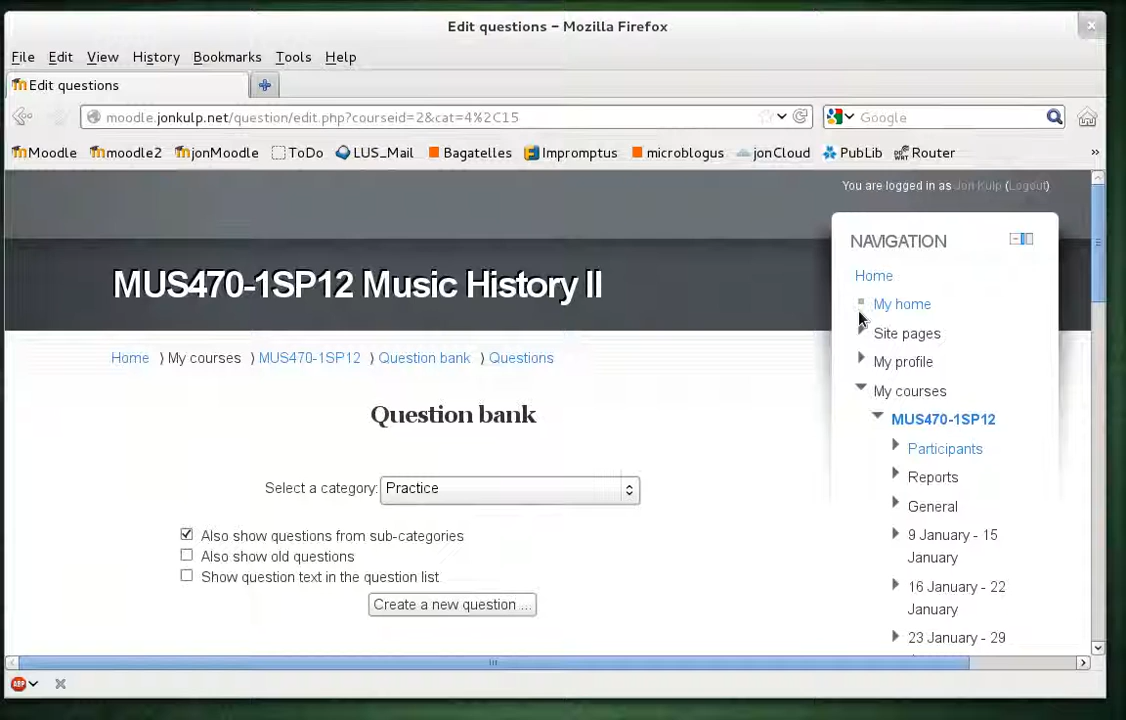 Edit questions – Mozilla Firefox
File Edit View History Bookmarks Tools Help
Edit questions
moodle.jonkulp.net/question/edit.php?courseid=2&cat=4%2C15
Google
Moodle moodle2 jonMoodle ToDo LUS_Mail Bagatelles Impromptus microblogus jonCloud PubLib Router »
You are logged in as Jon Kulp (Logout)
MUS470-1SP12 Music History II
NAVIGATION
Home
My home
Site pages
My profile
My courses
MUS470-1SP12
Participants
Reports
General
9 January - 15
January
16 January - 22
January
23 January - 29
Home ⟩ My courses ⟩ MUS470-1SP12 ⟩ Question bank ⟩ Questions
Question bank
Select a category: Practice
Also show questions from sub-categories
Also show old questions
Show question text in the question list
Create a new question ...
ABP